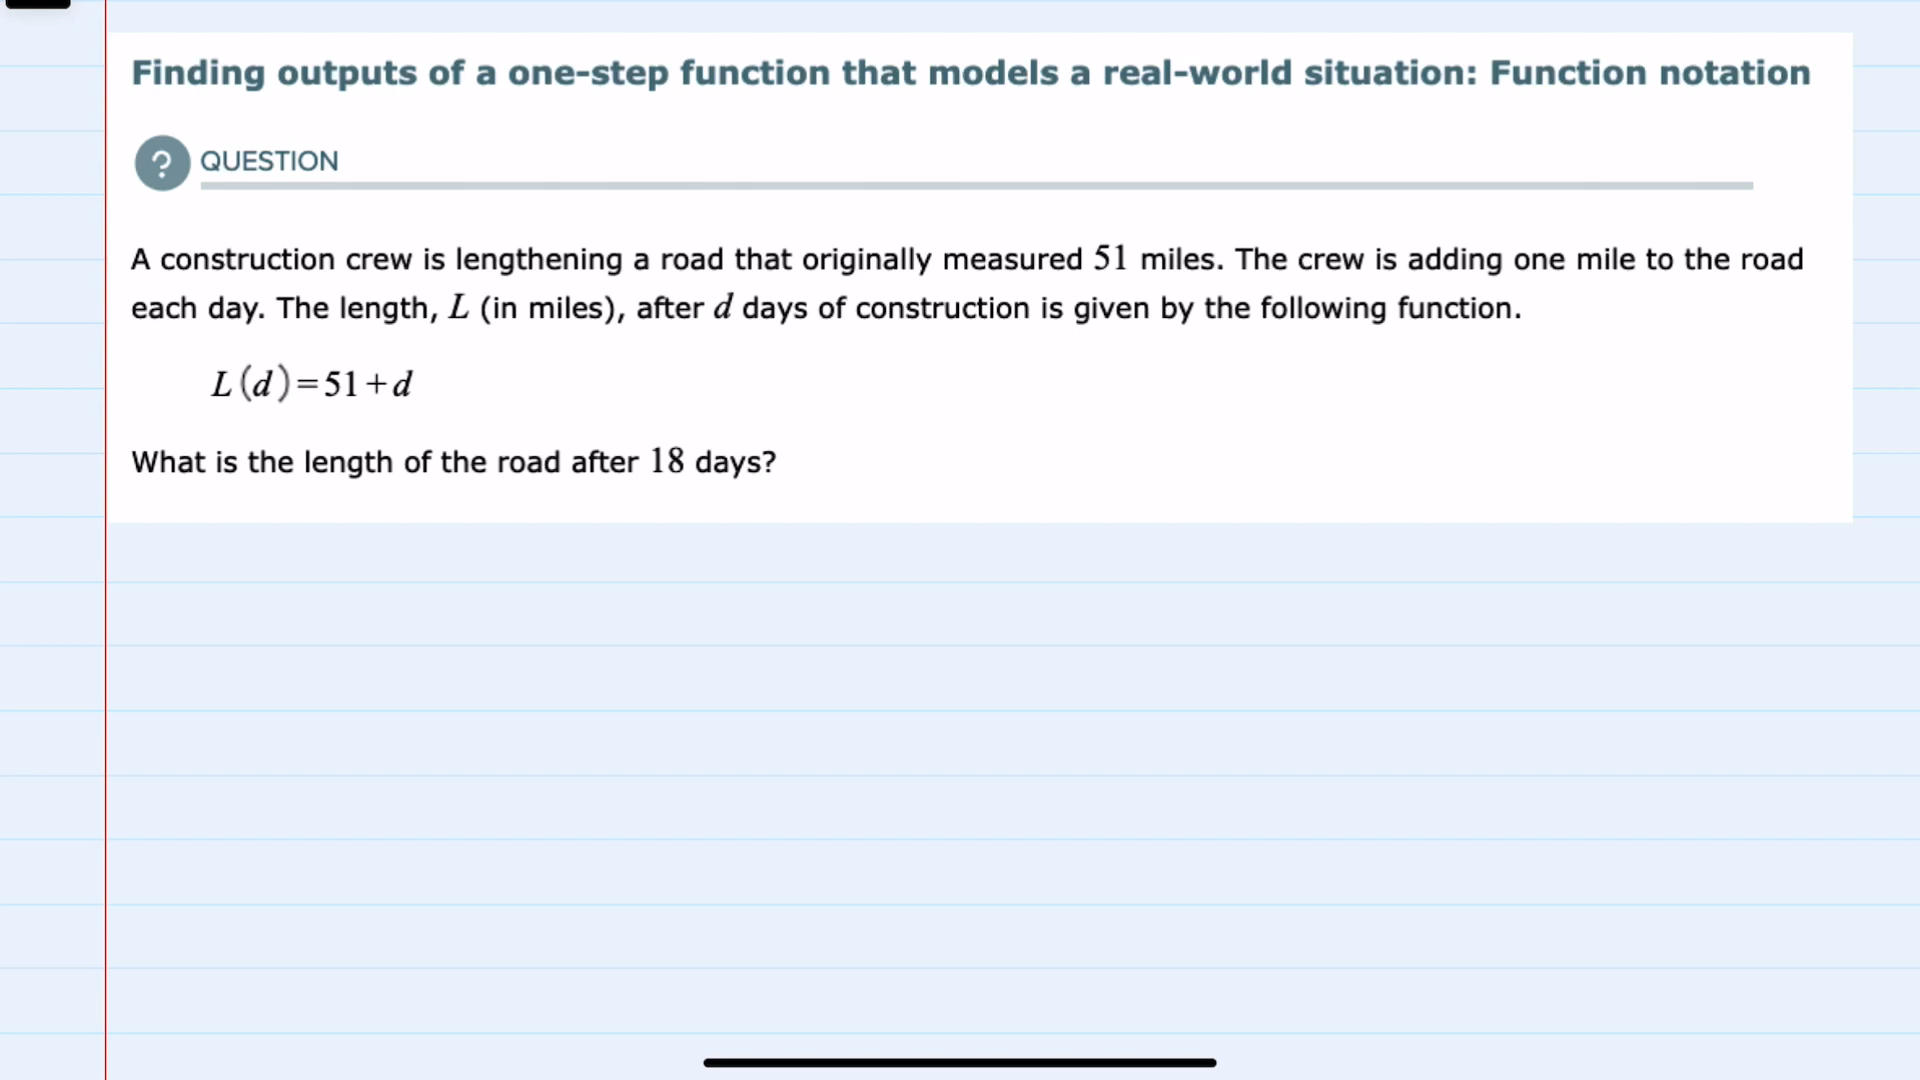 Finding outputs of a one-step function that models a real-world situation: Function notation
? QUESTION
A construction crew is lengthening a road that originally measured 51 miles. The crew is adding one mile to the road
each day. The length, L (in miles), after d days of construction is given by the following function.
L(d)=51+d
What is the length of the road after 18 days?